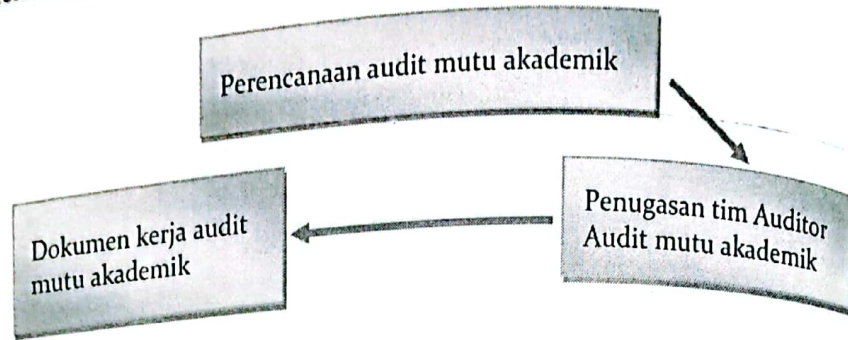 Perencanaan audit mutu akademik
Penugasan tim Auditor
Audit mutu akademik
Dokumen kerja audit
mutu akademik